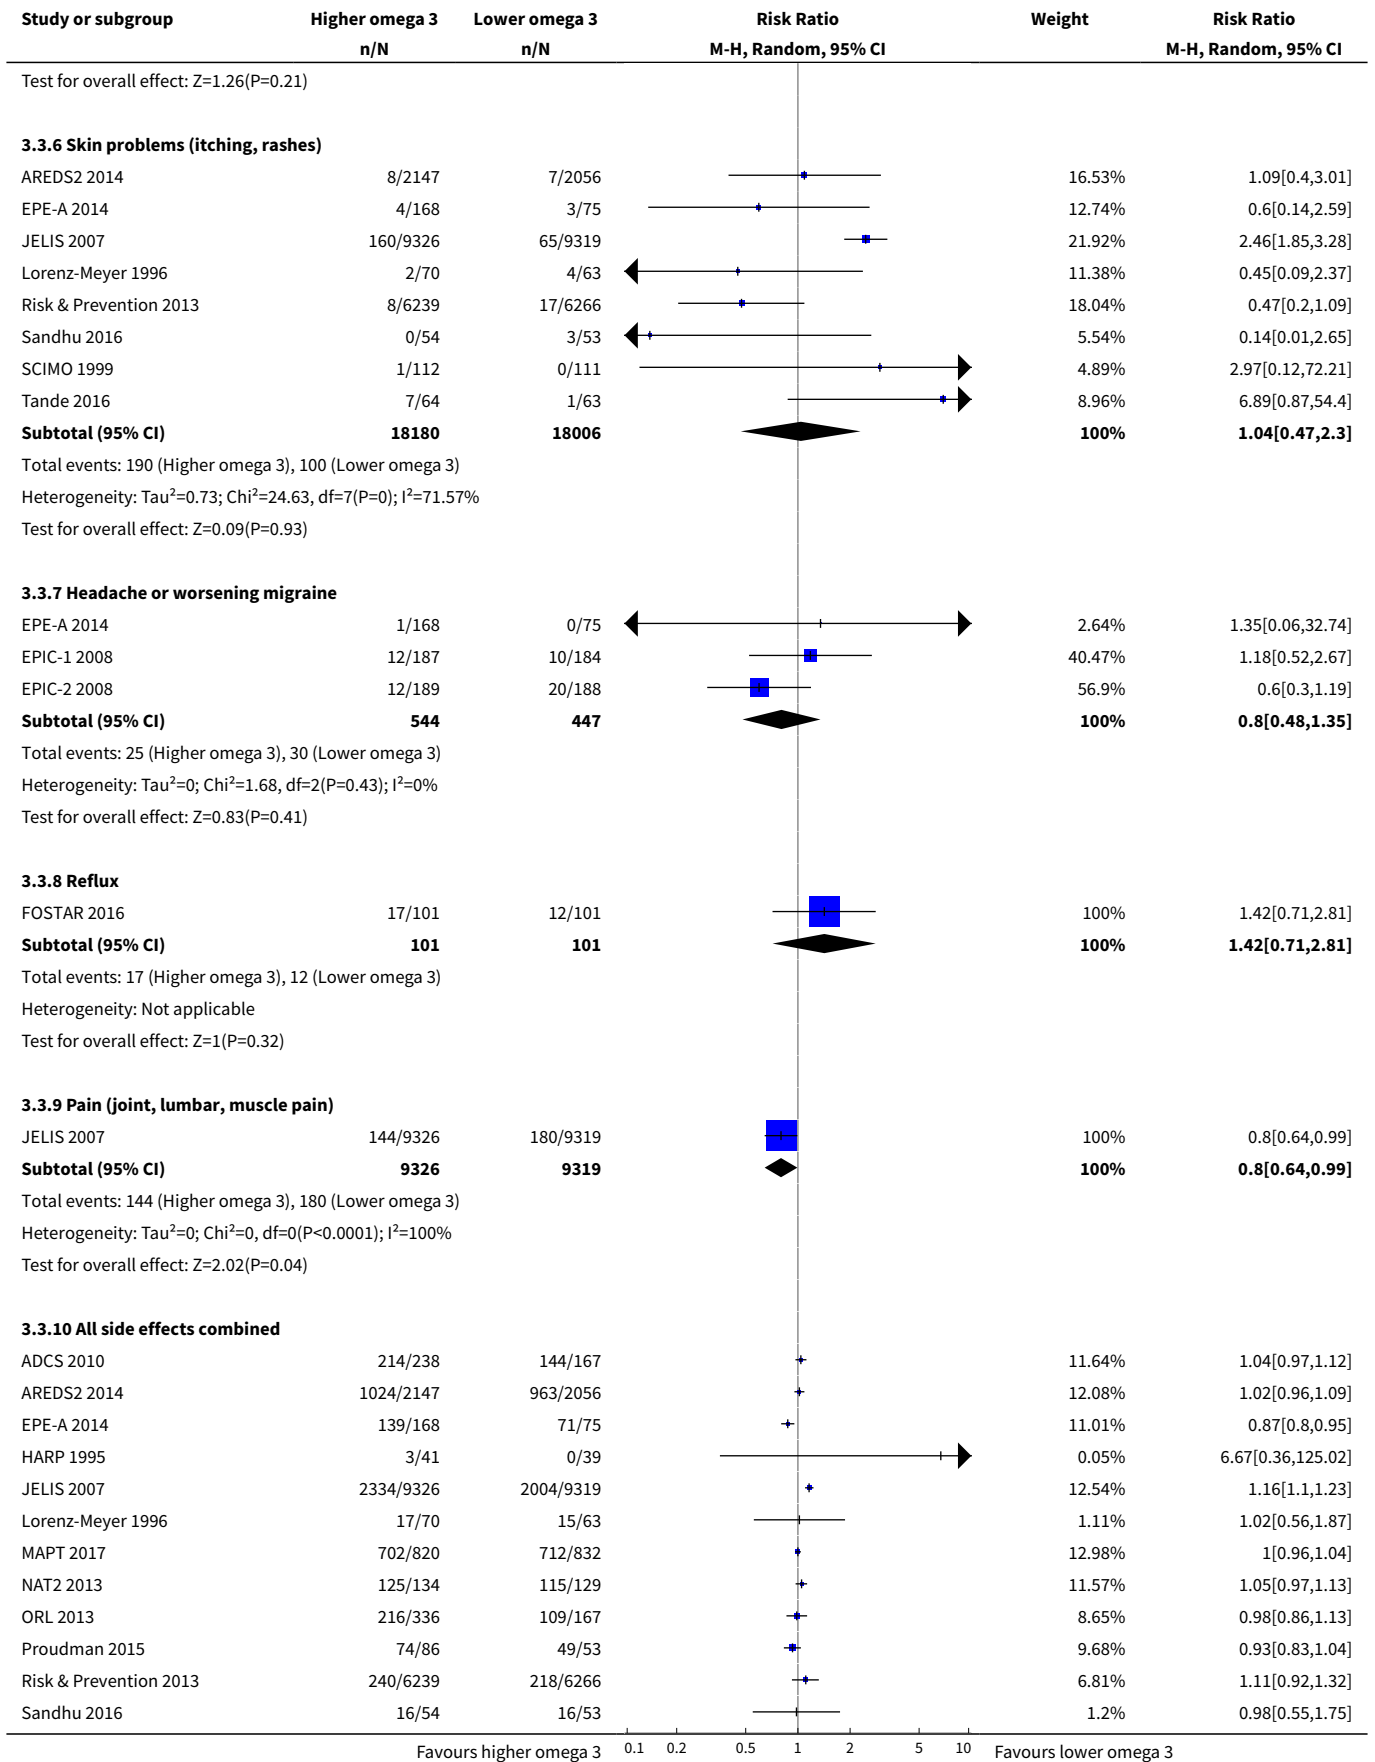 Study or subgroup Higher omega 3 Lower omega 3 Risk Ratio Weight Risk Ratio
n/N n/N M-H, Random, 95% CI M-H, Random, 95% CI
Test for overall effect: Z=1.26(P=0.21)
3.3.6 Skin problems (itching, rashes)
AREDS2 2014 8/2147 7/2056 16.53% 1.09[0.4,3.01]
EPE-A 2014 4/168 3/75 12.74% 0.6[0.14,2.59]
JELIS 2007 160/9326 65/9319 21.92% 2.46[1.85,3.28]
Lorenz-Meyer 1996 2/70 4/63 11.38% 0.45[0.09,2.37]
Risk & Prevention 2013 8/6239 17/6266 18.04% 0.47[0.2,1.09]
Sandhu 2016 0/54 3/53 5.54% 0.14[0.01,2.65]
SCIMO 1999 1/112 0/111 4.89% 2.97[0.12,72.21]
Tande 2016 7/64 1/63 8.96% 6.89[0.87,54.4]
Subtotal (95% CI) 18180 18006 100% 1.04[0.47,2.3]
Total events: 190 (Higher omega 3), 100 (Lower omega 3)
Heterogeneity: Tau²=0.73; Chi²=24.63, df=7(P=0); I²=71.57%
Test for overall effect: Z=0.09(P=0.93)
3.3.7 Headache or worsening migraine
EPE-A 2014 1/168 0/75 2.64% 1.35[0.06,32.74]
EPIC-1 2008 12/187 10/184 40.47% 1.18[0.52,2.67]
EPIC-2 2008 12/189 20/188 56.9% 0.6[0.3,1.19]
Subtotal (95% CI) 544 447 100% 0.8[0.48,1.35]
Total events: 25 (Higher omega 3), 30 (Lower omega 3)
Heterogeneity: Tau²=0; Chi²=1.68, df=2(P=0.43); I²=0%
Test for overall effect: Z=0.83(P=0.41)
3.3.8 Reflux
FOSTAR 2016 17/101 12/101 100% 1.42[0.71,2.81]
Subtotal (95% CI) 101 101 100% 1.42[0.71,2.81]
Total events: 17 (Higher omega 3), 12 (Lower omega 3)
Heterogeneity: Not applicable
Test for overall effect: Z=1(P=0.32)
3.3.9 Pain (joint, lumbar, muscle pain)
JELIS 2007 144/9326 180/9319 100% 0.8[0.64,0.99]
Subtotal (95% CI) 9326 9319 100% 0.8[0.64,0.99]
Total events: 144 (Higher omega 3), 180 (Lower omega 3)
Heterogeneity: Tau²=0; Chi²=0, df=0(P<0.0001); I²=100%
Test for overall effect: Z=2.02(P=0.04)
3.3.10 All side effects combined
ADCS 2010 214/238 144/167 11.64% 1.04[0.97,1.12]
AREDS2 2014 1024/2147 963/2056 12.08% 1.02[0.96,1.09]
EPE-A 2014 139/168 71/75 11.01% 0.87[0.8,0.95]
HARP 1995 3/41 0/39 0.05% 6.67[0.36,125.02]
JELIS 2007 2334/9326 2004/9319 12.54% 1.16[1.1,1.23]
Lorenz-Meyer 1996 17/70 15/63 1.11% 1.02[0.56,1.87]
MAPT 2017 702/820 712/832 12.98% 1[0.96,1.04]
NAT2 2013 125/134 115/129 11.57% 1.05[0.97,1.13]
ORL 2013 216/336 109/167 8.65% 0.98[0.86,1.13]
Proudman 2015 74/86 49/53 9.68% 0.93[0.83,1.04]
Risk & Prevention 2013 240/6239 218/6266 6.81% 1.11[0.92,1.32]
Sandhu 2016 16/54 16/53 1.2% 0.98[0.55,1.75]
Favours higher omega 3 0.1 0.2 0.5 1 2 5 10 Favours lower omega 3